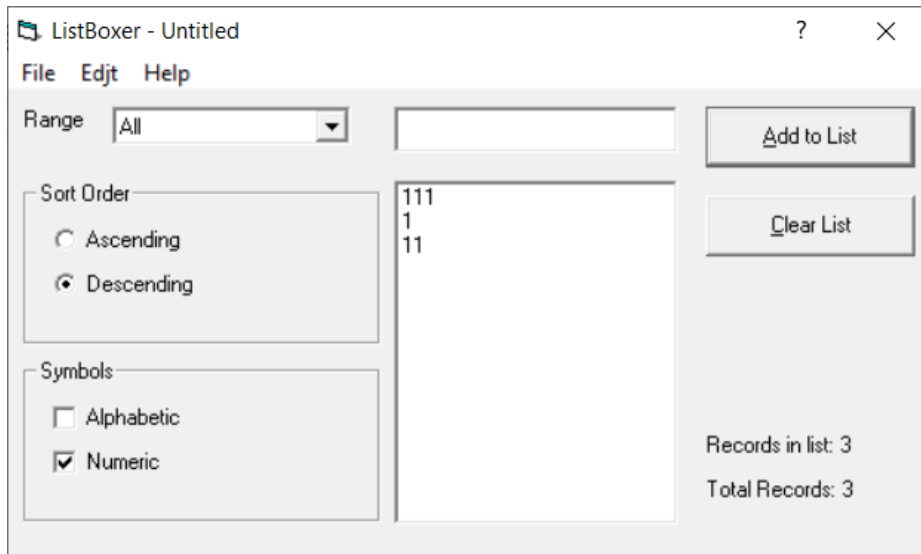 ListBoxer - Untitled
File Edjt Help
Range
All
Add to List
Sort Order
Ascending
Descending
111
1
11
Clear List
Symbols
Alphabetic
Numeric
Records in list: 3
Total Records: 3